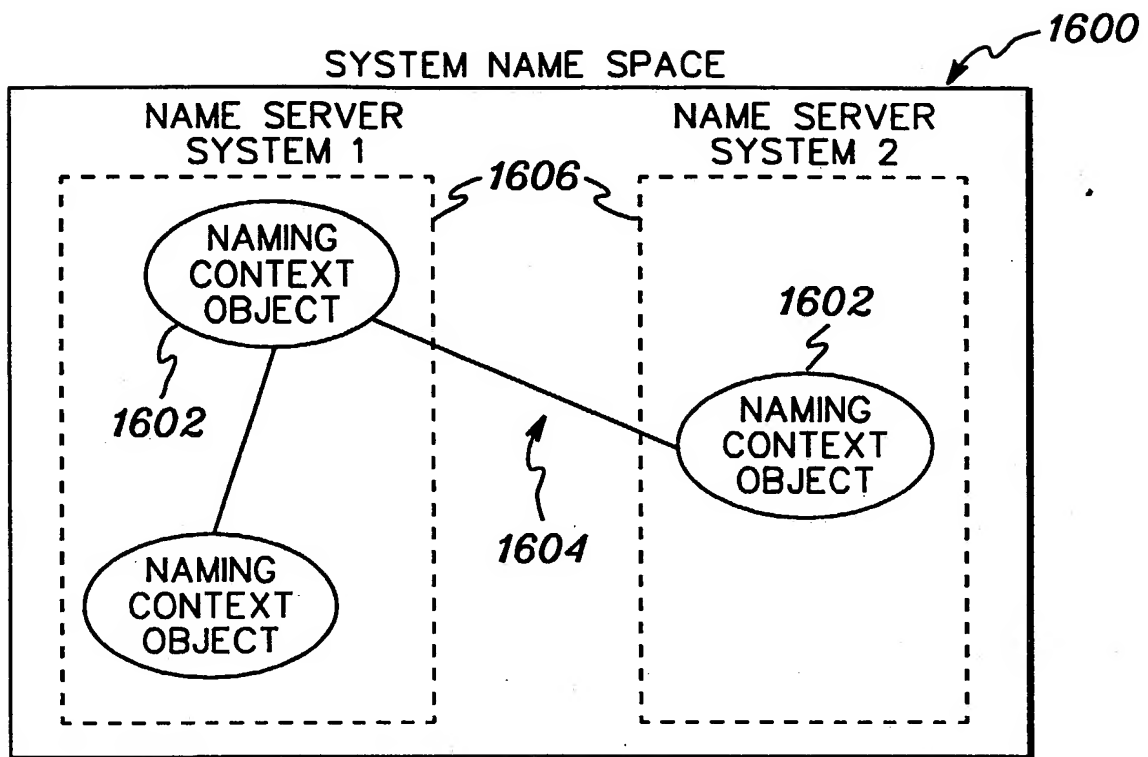 1600
SYSTEM NAME SPACE
NAME SERVER
SYSTEM 1
NAME SERVER
SYSTEM 2
1606
NAMING
CONTEXT
OBJECT
1602
1602
NAMING
CONTEXT
OBJECT
1604
NAMING
CONTEXT
OBJECT